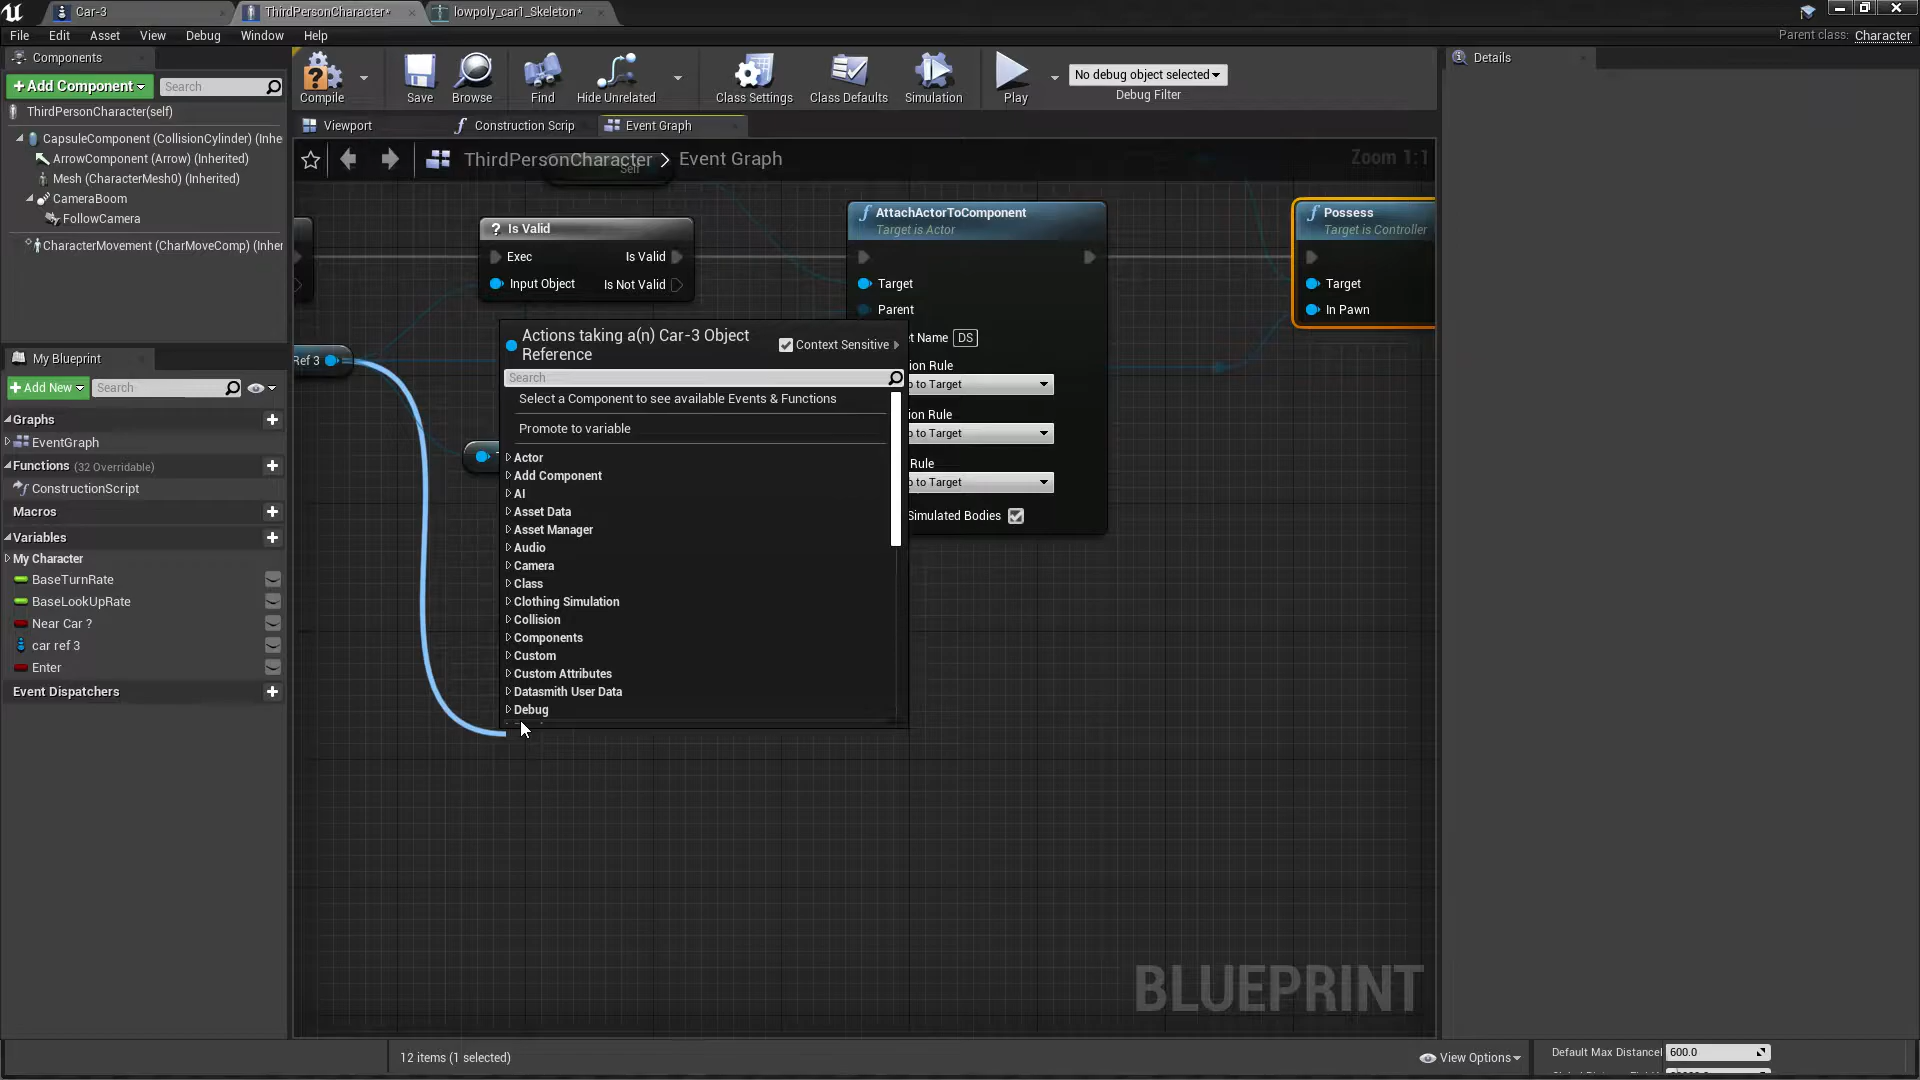 Car-3
ThirdPersonCharacter*
lowpoly_car1_Skeleton*
File Edit Asset View Debug Window Help
Parent class: Character
Components
+Add Component
Search
ThirdPersonCharacter(self)
CapsuleComponent (CollisionCylinder) (Inhe
ArrowComponent (Arrow) (Inherited)
Mesh (CharacterMesh0) (Inherited)
CameraBoom
FollowCamera
CharacterMovement (CharMoveComp) (Inher
My Blueprint
+Add New
Search
Graphs
EventGraph
Functions (32 Overridable)
ConstructionScript
Macros
Variables
My Character
BaseTurnRate
BaseLookUpRate
Near Car ?
car ref 3
Enter
Event Dispatchers
Compile
Save
Browse
Find
Hide Unrelated
Class Settings
Class Defaults
Simulation
Play
No debug object selected
Debug Filter
Viewport
Construction Scrip
Event Graph
ThirdPersonCharacter > Event Graph
Zoom 1:1
Self
? Is Valid
Exec Is Valid
Input Object Is Not Valid
Ref 3
AttachActorToComponent
Target is Actor
Target
Parent
et Name DS
ion Rule
p to Target
ion Rule
p to Target
Rule
p to Target
Simulated Bodies
Possess
Target is Controller
Target
In Pawn
Actions taking a(n) Car-3 Object
Reference
Context Sensitive
Search
Select a Component to see available Events & Functions
Promote to variable
Actor
Add Component
AI
Asset Data
Asset Manager
Audio
Camera
Class
Clothing Simulation
Collision
Components
Custom
Custom Attributes
Datasmith User Data
Debug
BLUEPRINT
12 items (1 selected)
View Options
Details
Default Max Distancel 600.0